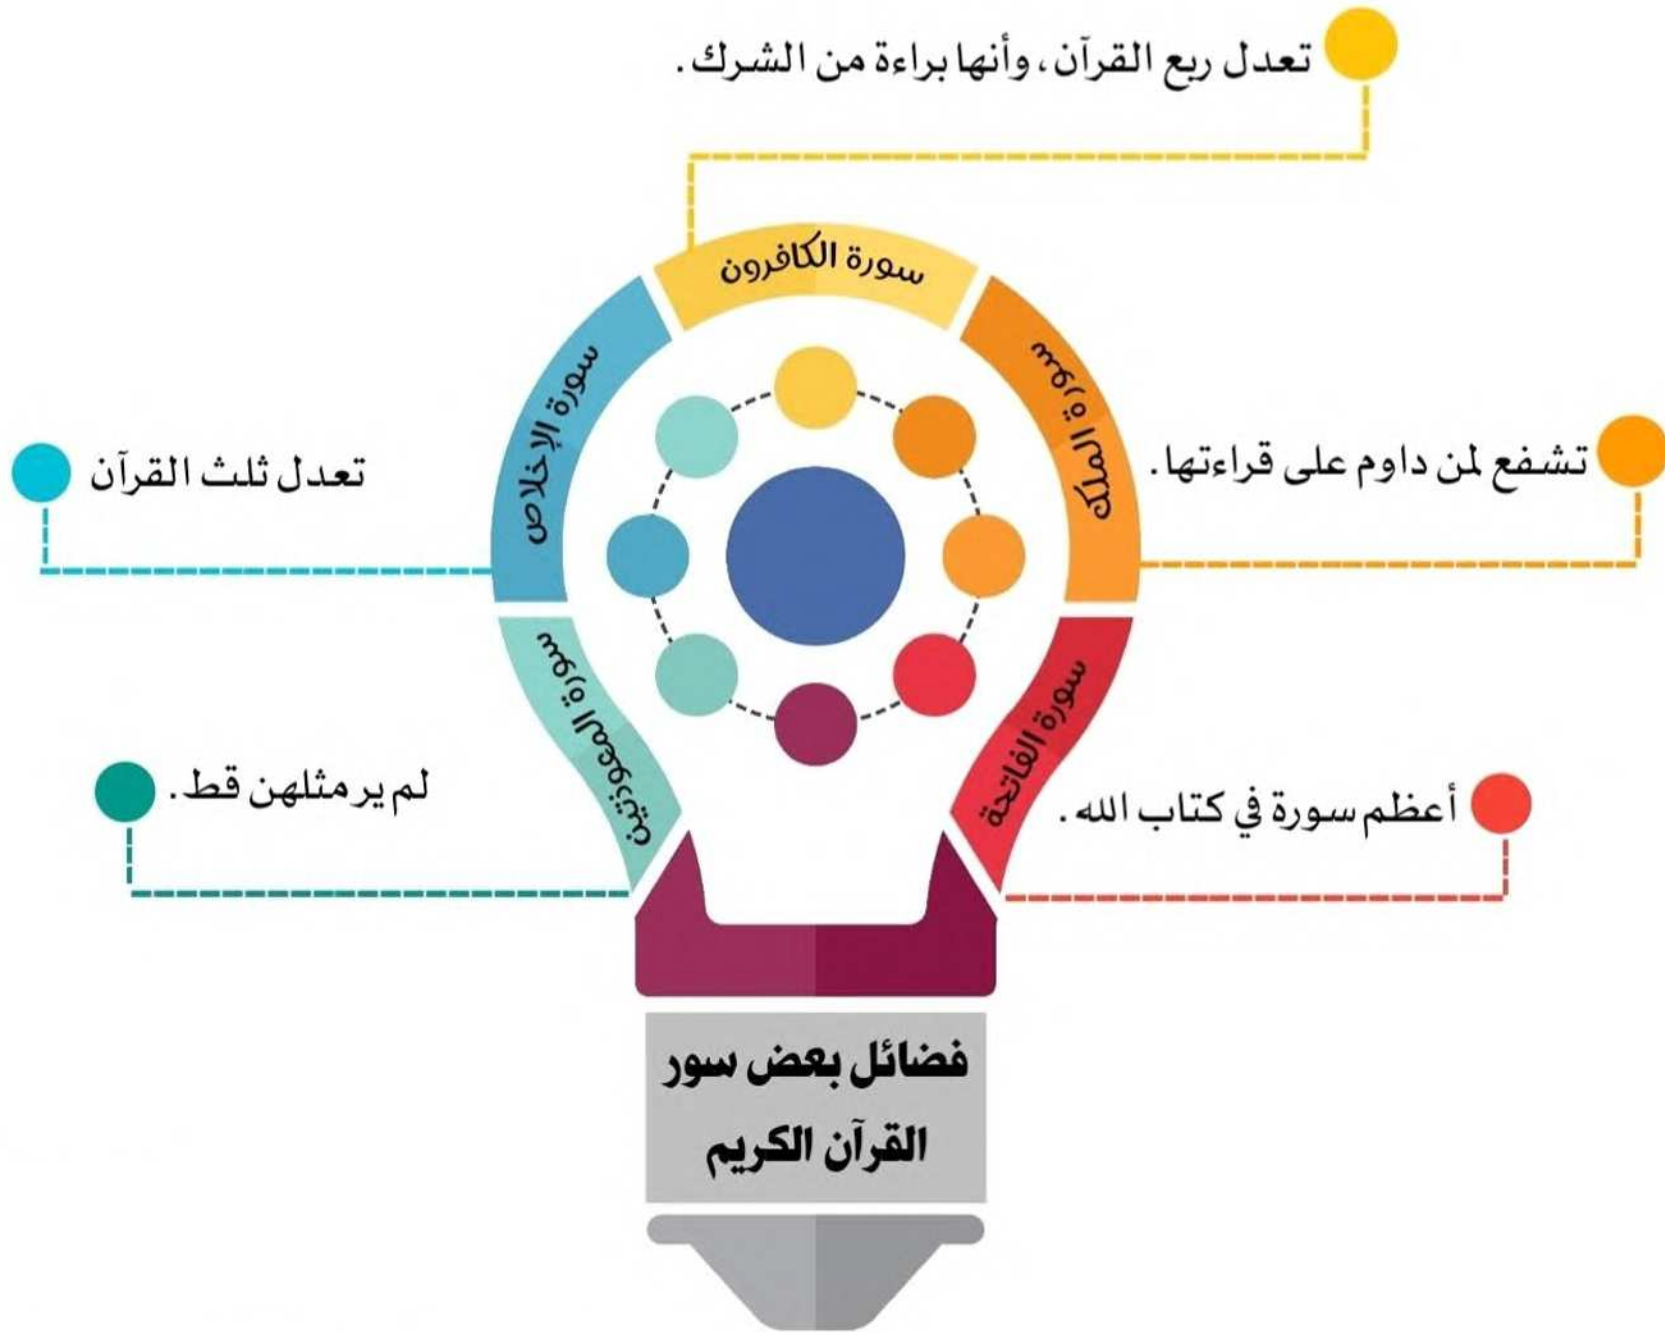 تعدل ربع القرآن، وأنها براءة من الشرك.
سورة الكافرون
سورة الملك
تشفع لمن داوم على قراءتها.
سورة الإخلاص
تعدل ثلث القرآن
سورة الفاتحة
أعظم سورة في كتاب الله.
سورة المعوذتين
لم ير مثلهن قط.
فضائل بعض سور
القرآن الكريم